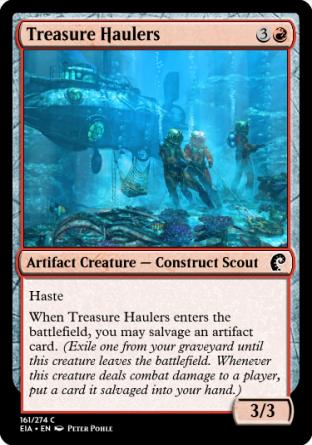 Treasure Haulers 3
Artifact Creature — Construct Scout
Haste
When Treasure Haulers enters the
battlefield, you may salvage an artifact
card. (Exile one from your graveyard until
this creature leaves the battlefield. Whenever
this creature deals combat damage to a player,
put a card it salvaged into your hand.)
3/3
161/274 C
EIA • EN Peter Pohle